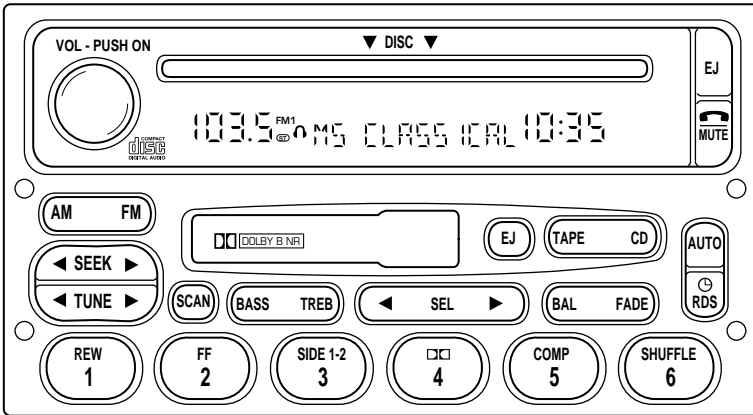 VOL - PUSH ON
▼ DISC ▼
EJ
103.5 FM1 ST MS CLASSICAL 10:35
MUTE
COMPACT
disc
DIGITAL AUDIO
AM FM
DOLBY B NR
EJ
TAPE CD
AUTO
◀ SEEK ▶
◀ TUNE ▶
SCAN
BASS TREB
◀ SEL ▶
BAL FADE
RDS
REW
1
FF
2
SIDE 1-2
3
4
COMP
5
SHUFFLE
6